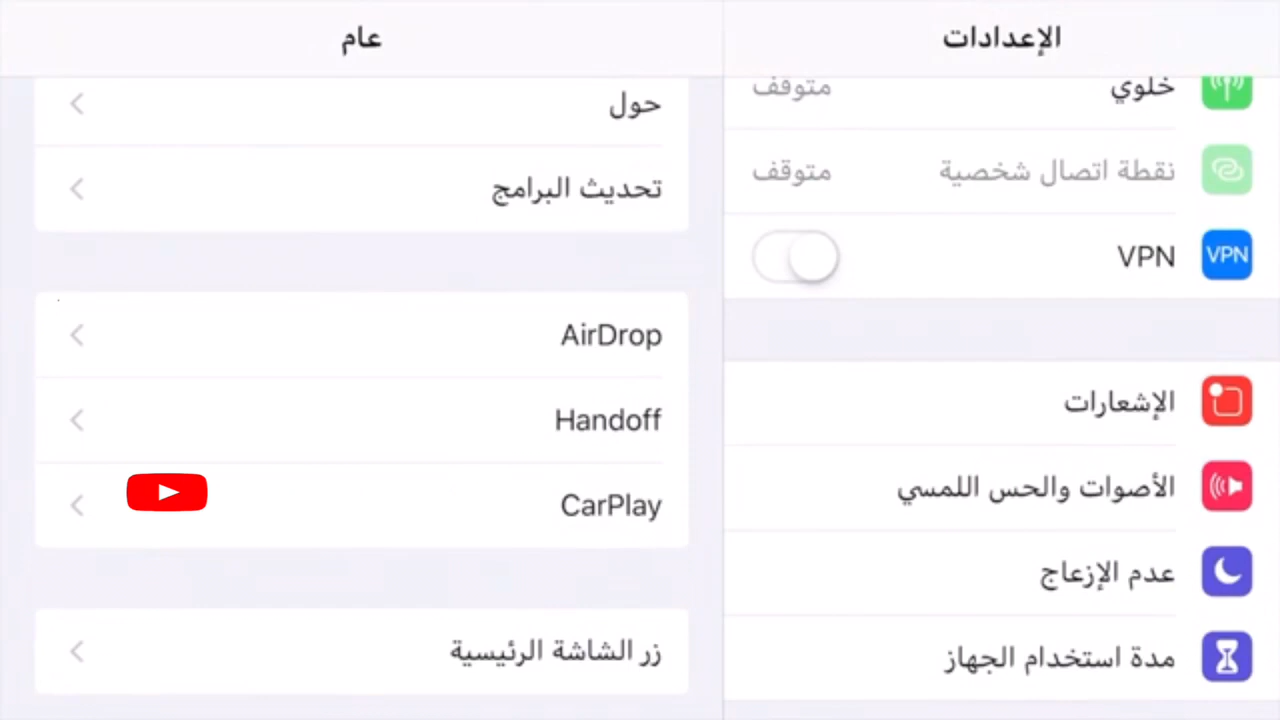 الإعدادات
خلوي متوقف
نقطة اتصال شخصية متوقف
VPN VPN
الإشعارات
الأصوات والحس اللمسي
عدم الإزعاج
مدة استخدام الجهاز
عام
حول
تحديث البرامج
AirDrop
Handoff
CarPlay
زر الشاشة الرئيسية